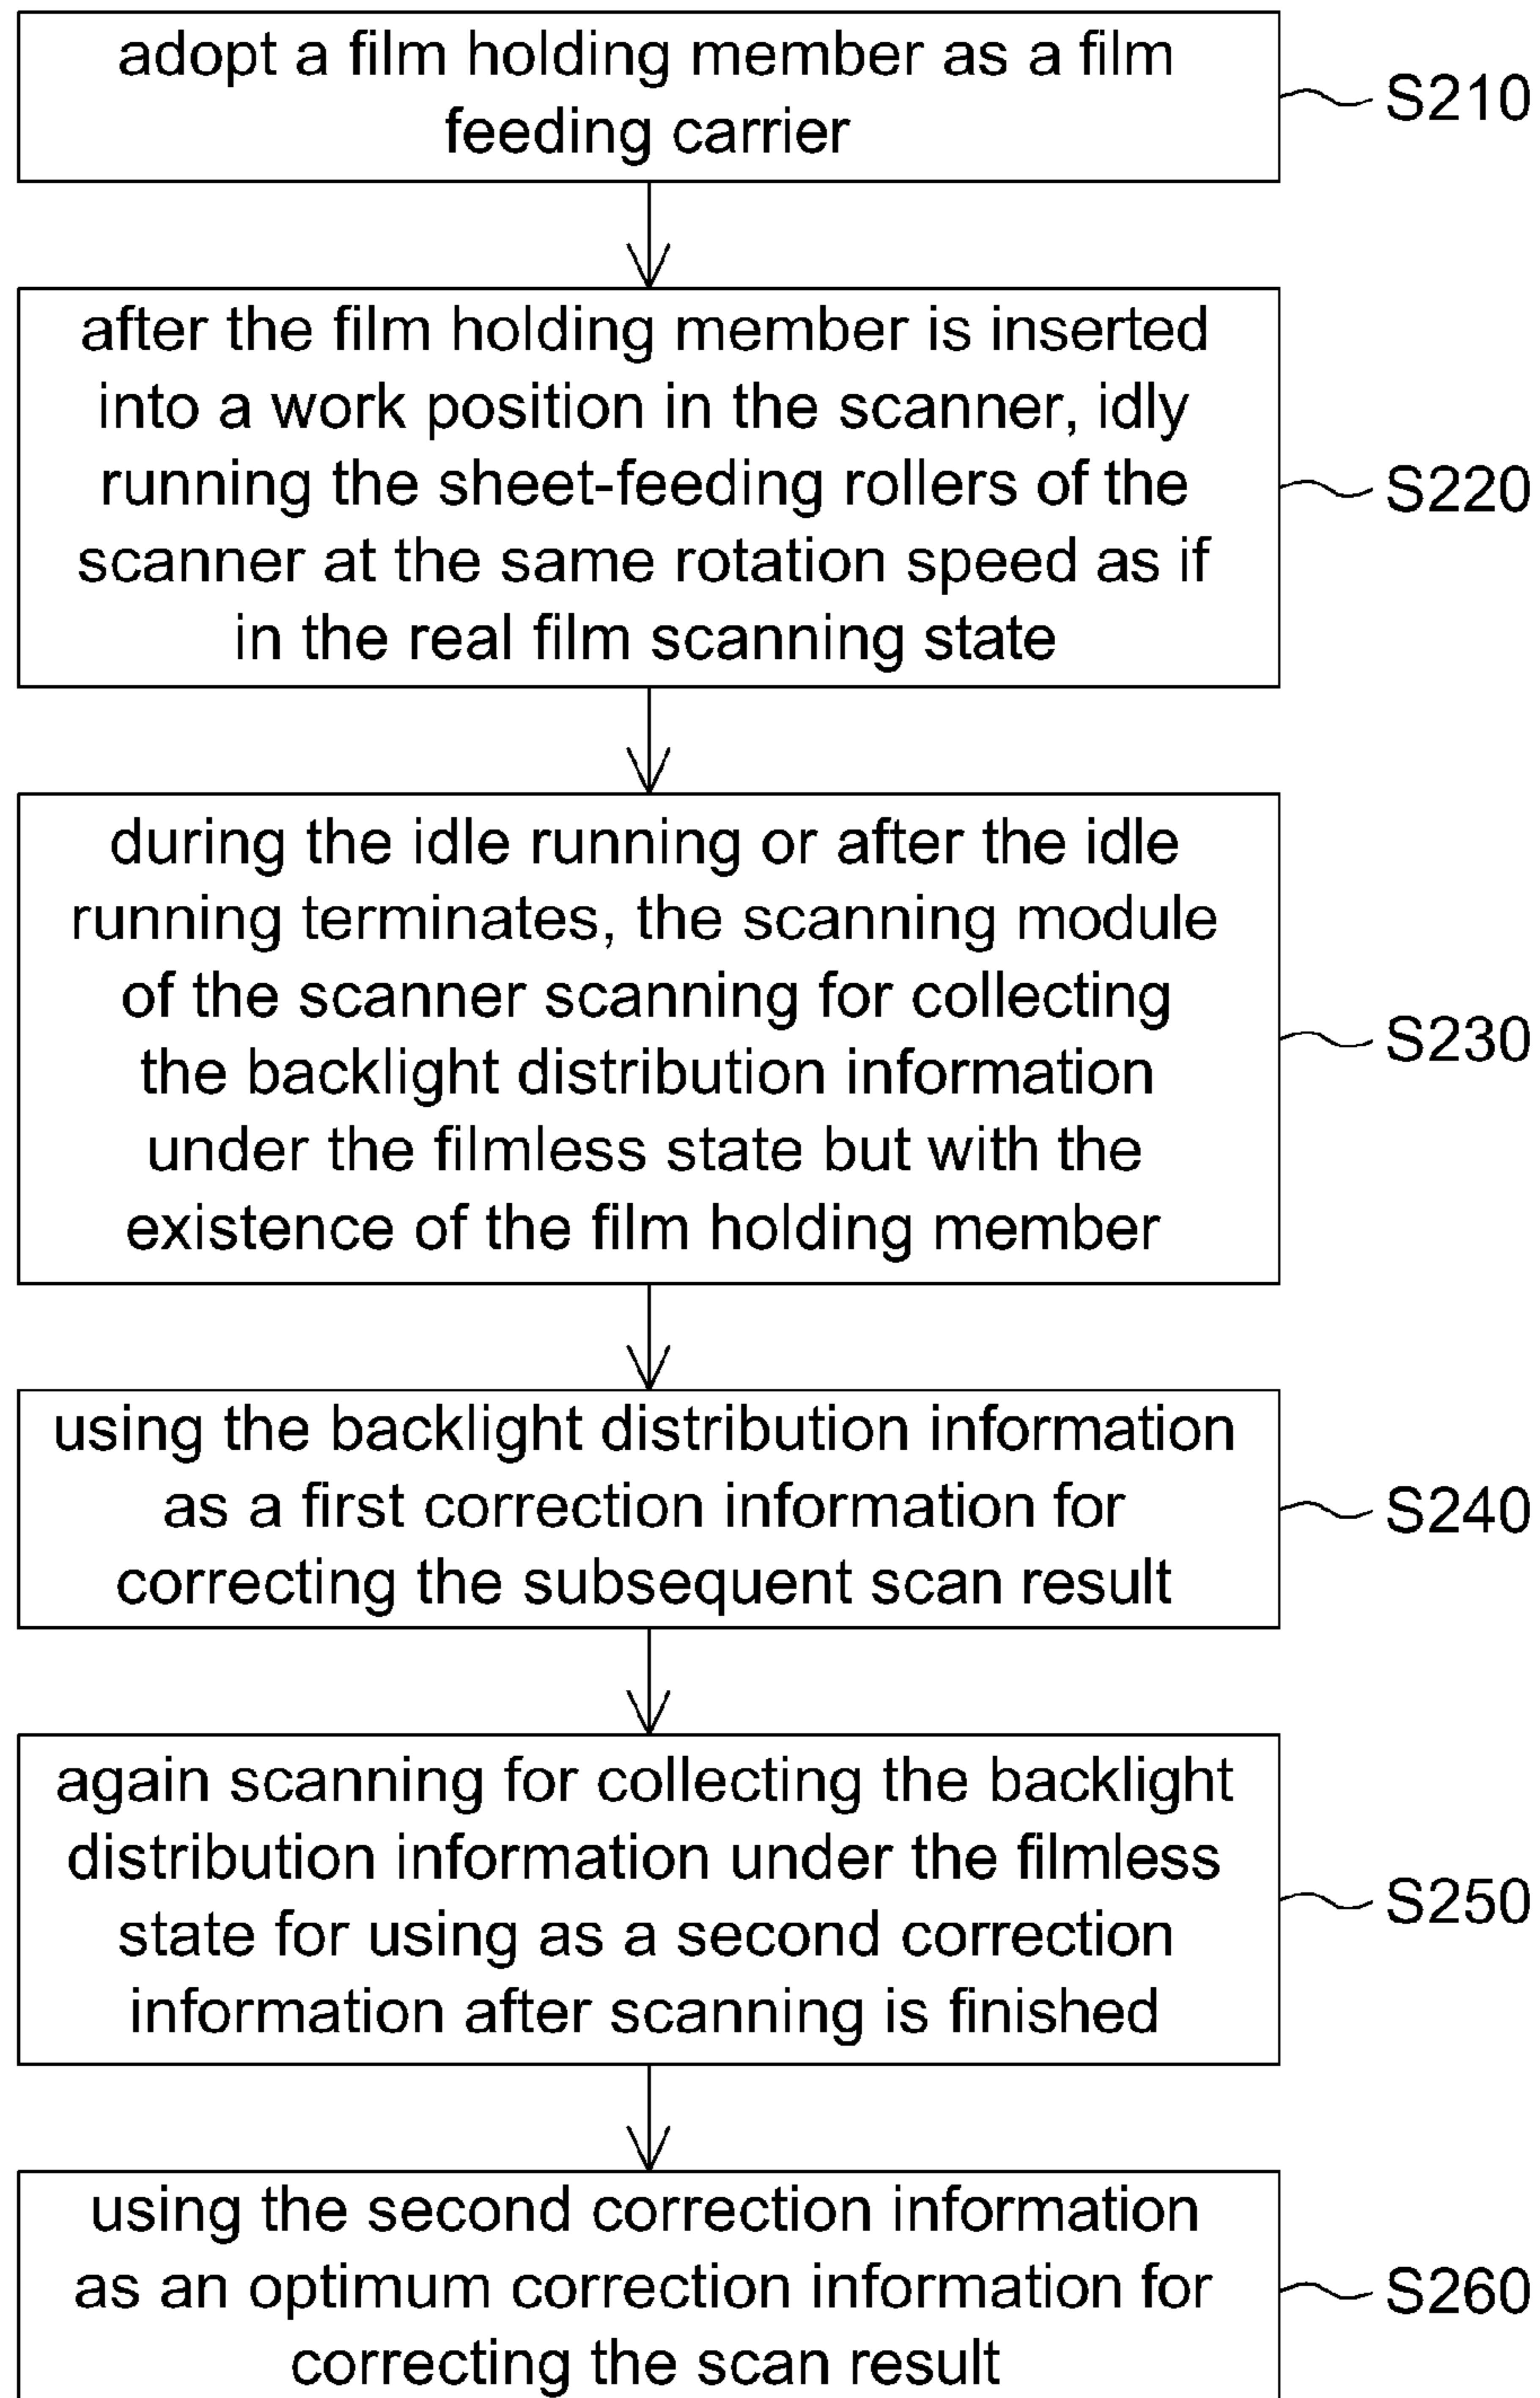 adopt a film holding member as a film
feeding carrier
S210
after the film holding member is inserted
into a work position in the scanner, idly
running the sheet-feeding rollers of the
scanner at the same rotation speed as if
in the real film scanning state
S220
during the idle running or after the idle
running terminates, the scanning module
of the scanner scanning for collecting
the backlight distribution information
under the filmless state but with the
existence of the film holding member
S230
using the backlight distribution information
as a first correction information for
correcting the subsequent scan result
S240
again scanning for collecting the backlight
distribution information under the filmless
state for using as a second correction
information after scanning is finished
S250
using the second correction information
as an optimum correction information for
correcting the scan result
S260